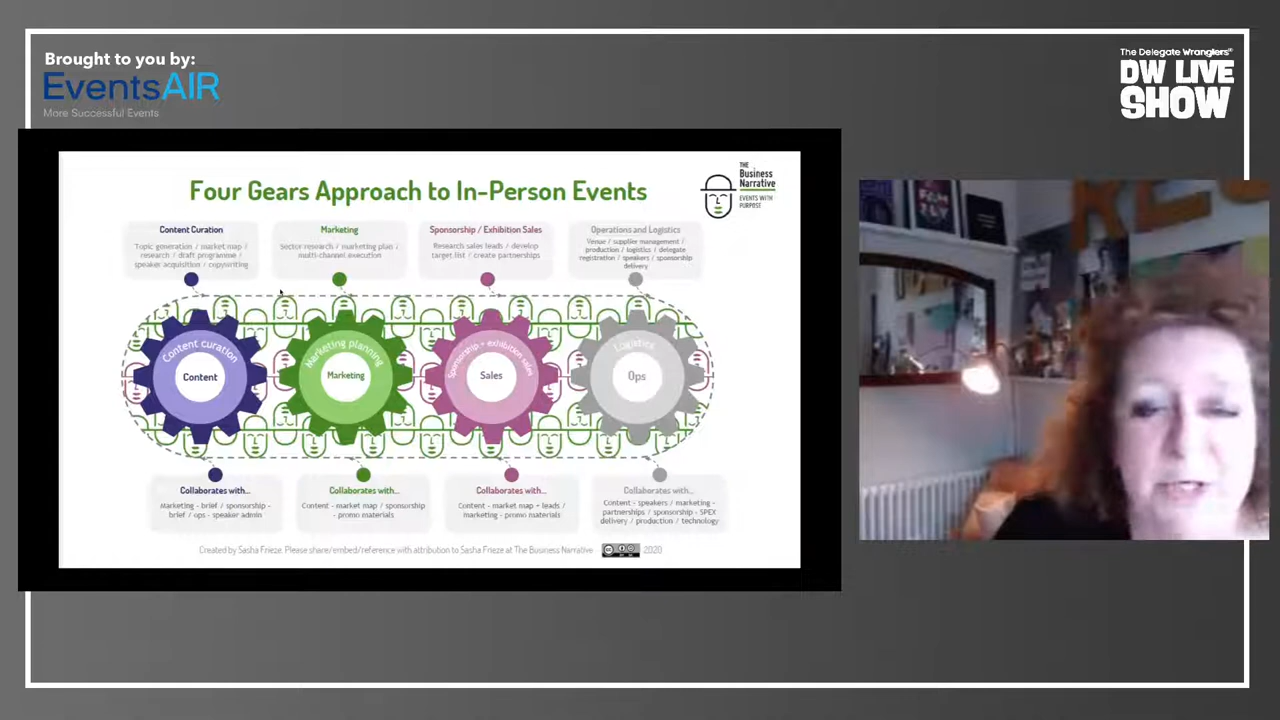 Brought to you by:
EventsAIR
More Successful Events
The Delegate Wranglers®
DW LIVE
SHOW
Four Gears Approach to In-Person Events
THE
Business
Narrative
EVENTS WITH
PURPOSE
Content Curation
Topic generation / market map /
research / draft programme /
speaker acquisition / copywriting
Marketing
Sector research / marketing plan /
multi-channel execution
Sponsorship / Exhibition Sales
Research sales leads / develop
target list / create partnerships
Operations and Logistics
Venue / supplier management /
production / logistics / delegate
registration / speakers / sponsorship
delivery
Content curation
Content
Marketing planning
Marketing
Sponsorship + exhibition sales
Sales
Logistics
Ops
Collaborates with...
Marketing - brief / sponsorship -
brief / ops - speaker admin
Collaborates with...
Content - market map / sponsorship
- promo materials
Collaborates with...
Content - market map + leads /
marketing - promo materials
Collaborates with...
Content - speakers / marketing -
partnerships / sponsorship - SPEX
delivery / production / technology
Created by Sasha Frieze. Please share/embed/reference with attribution to Sasha Frieze at The Business Narrative
2020